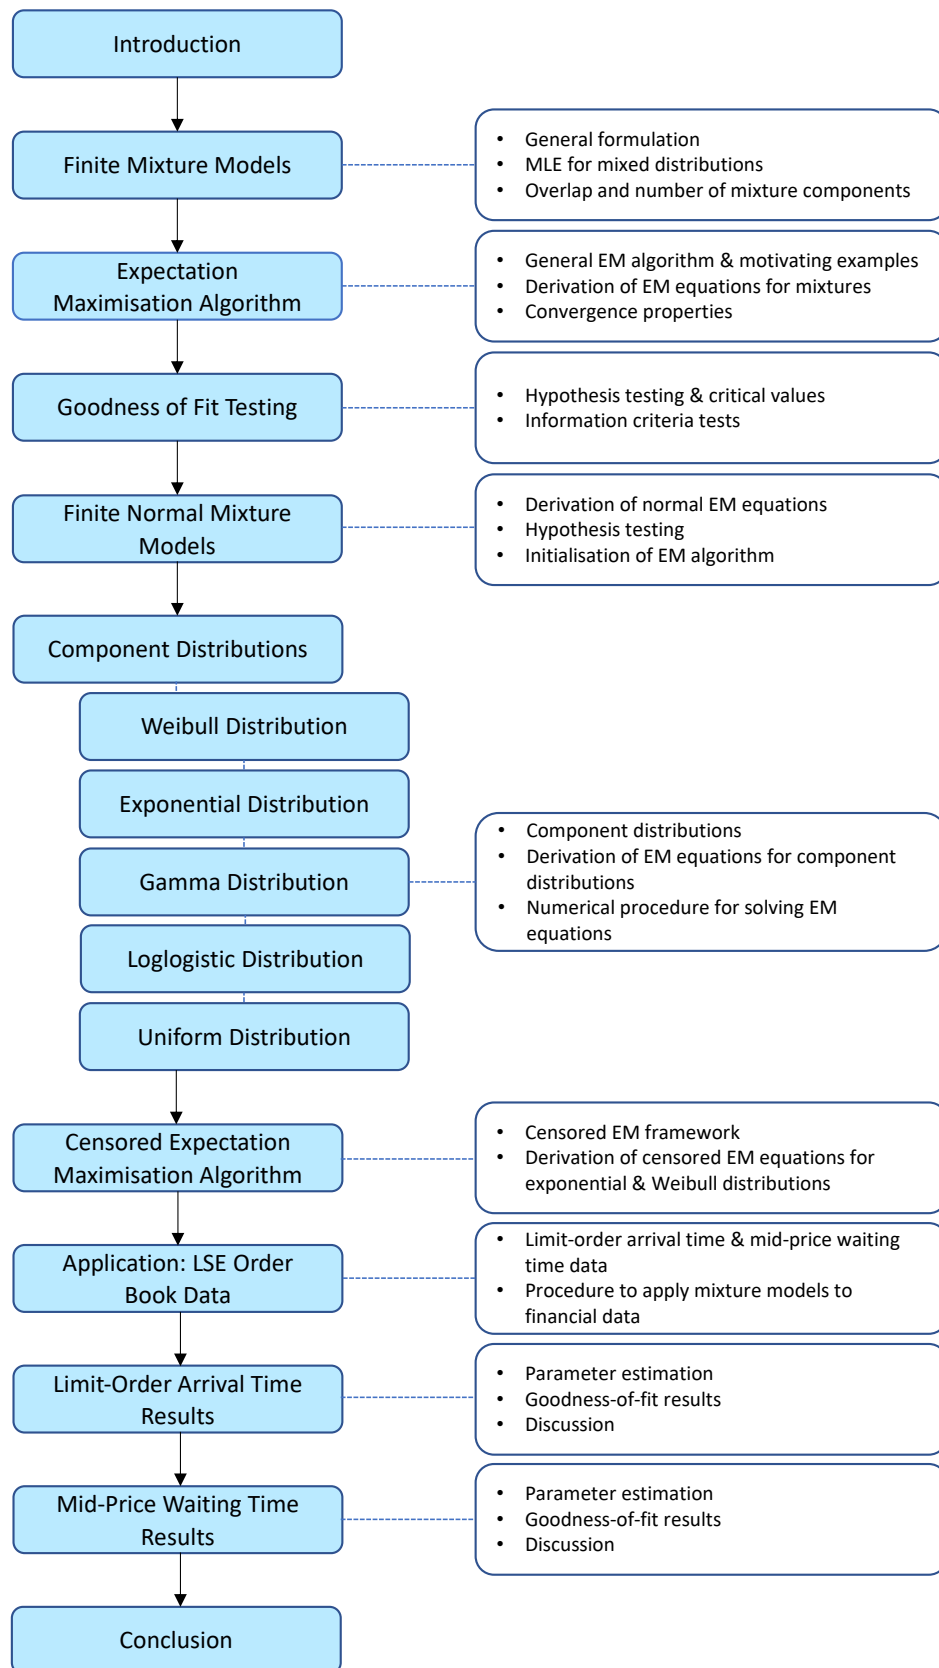 Introduction
Finite Mixture Models
• General formulation
• MLE for mixed distributions
• Overlap and number of mixture components
Expectation
Maximisation Algorithm
• General EM algorithm & motivating examples
• Derivation of EM equations for mixtures
• Convergence properties
Goodness of Fit Testing
• Hypothesis testing & critical values
• Information criteria tests
Finite Normal Mixture
Models
• Derivation of normal EM equations
• Hypothesis testing
• Initialisation of EM algorithm
Component Distributions
Weibull Distribution
Exponential Distribution
Gamma Distribution
Loglogistic Distribution
Uniform Distribution
• Component distributions
• Derivation of EM equations for component
distributions
• Numerical procedure for solving EM
equations
Censored Expectation
Maximisation Algorithm
• Censored EM framework
• Derivation of censored EM equations for
exponential & Weibull distributions
Application: LSE Order
Book Data
• Limit-order arrival time & mid-price waiting
time data
• Procedure to apply mixture models to
financial data
Limit-Order Arrival Time
Results
• Parameter estimation
• Goodness-of-fit results
• Discussion
Mid-Price Waiting Time
Results
• Parameter estimation
• Goodness-of-fit results
• Discussion
Conclusion